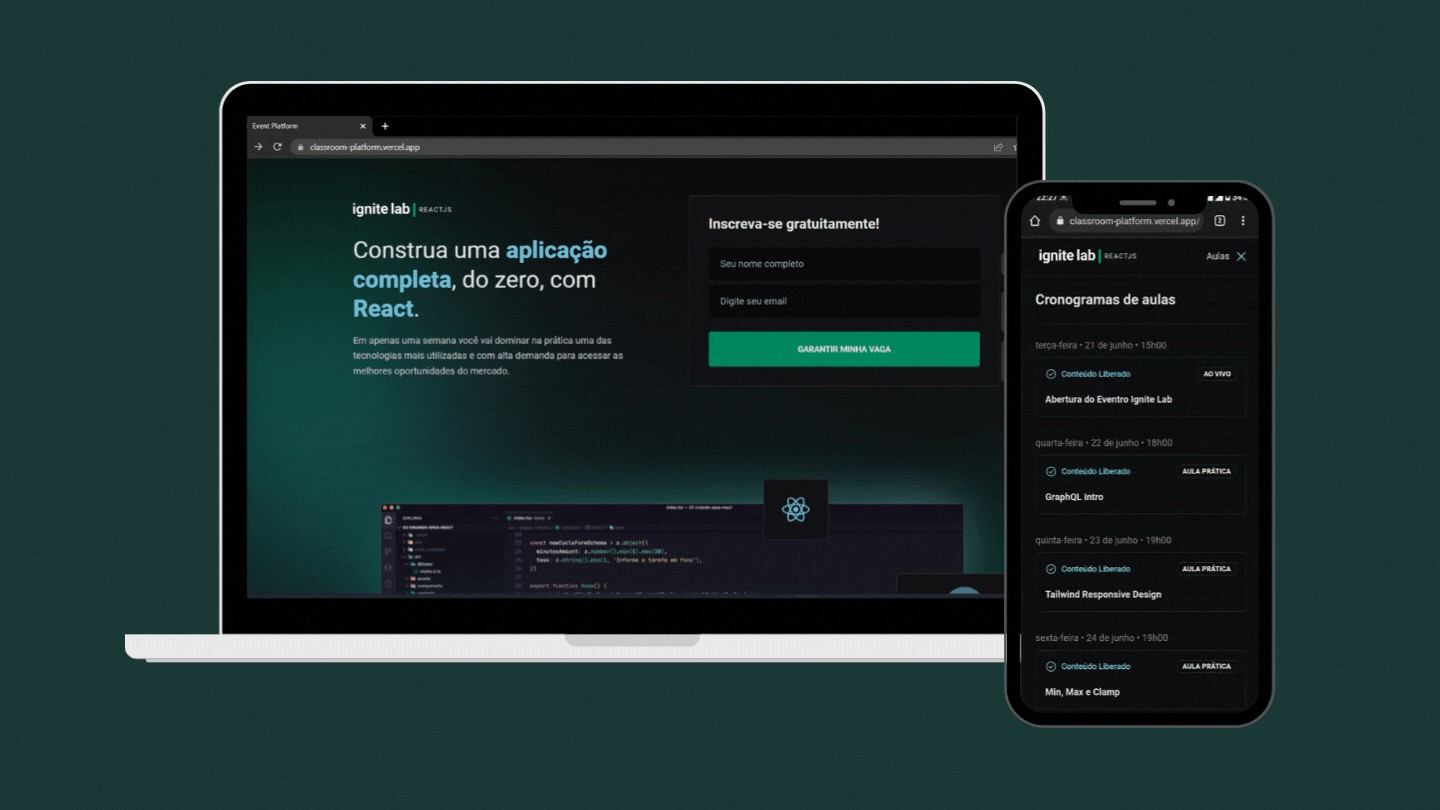 Event Platform
classroom-platform.vercel.app
ignite lab | REACTJS
Construa uma aplicação
completa, do zero, com
React.
Em apenas uma semana você vai dominar na prática uma das
tecnologias mais utilizadas e com alta demanda para acessar as
melhores oportunidades do mercado.
Inscreva-se gratuitamente!
Seu nome completo
Digite seu email
GARANTIR MINHA VAGA
const newCycleFormSchema = z.object({
minutesAmount: z.number().min(5).max(20),
task: z.string().min(1, 'Informe a tarefa em foco'),
})
export function Home() {
22:27
classroom-platform.vercel.app/
2
ignite lab | REACTJS
Aulas
Cronogramas de aulas
terça-feira • 21 de junho • 15h00
Conteúdo Liberado
AO VIVO
Abertura do Eventro Ignite Lab
quarta-feira • 22 de junho • 18h00
Conteúdo Liberado
AULA PRÁTICA
GraphQL Intro
quinta-feira • 23 de junho • 19h00
Conteúdo Liberado
AULA PRÁTICA
Tailwind Responsive Design
sexta-feira • 24 de junho • 19h00
Conteúdo Liberado
AULA PRÁTICA
Min, Max e Clamp